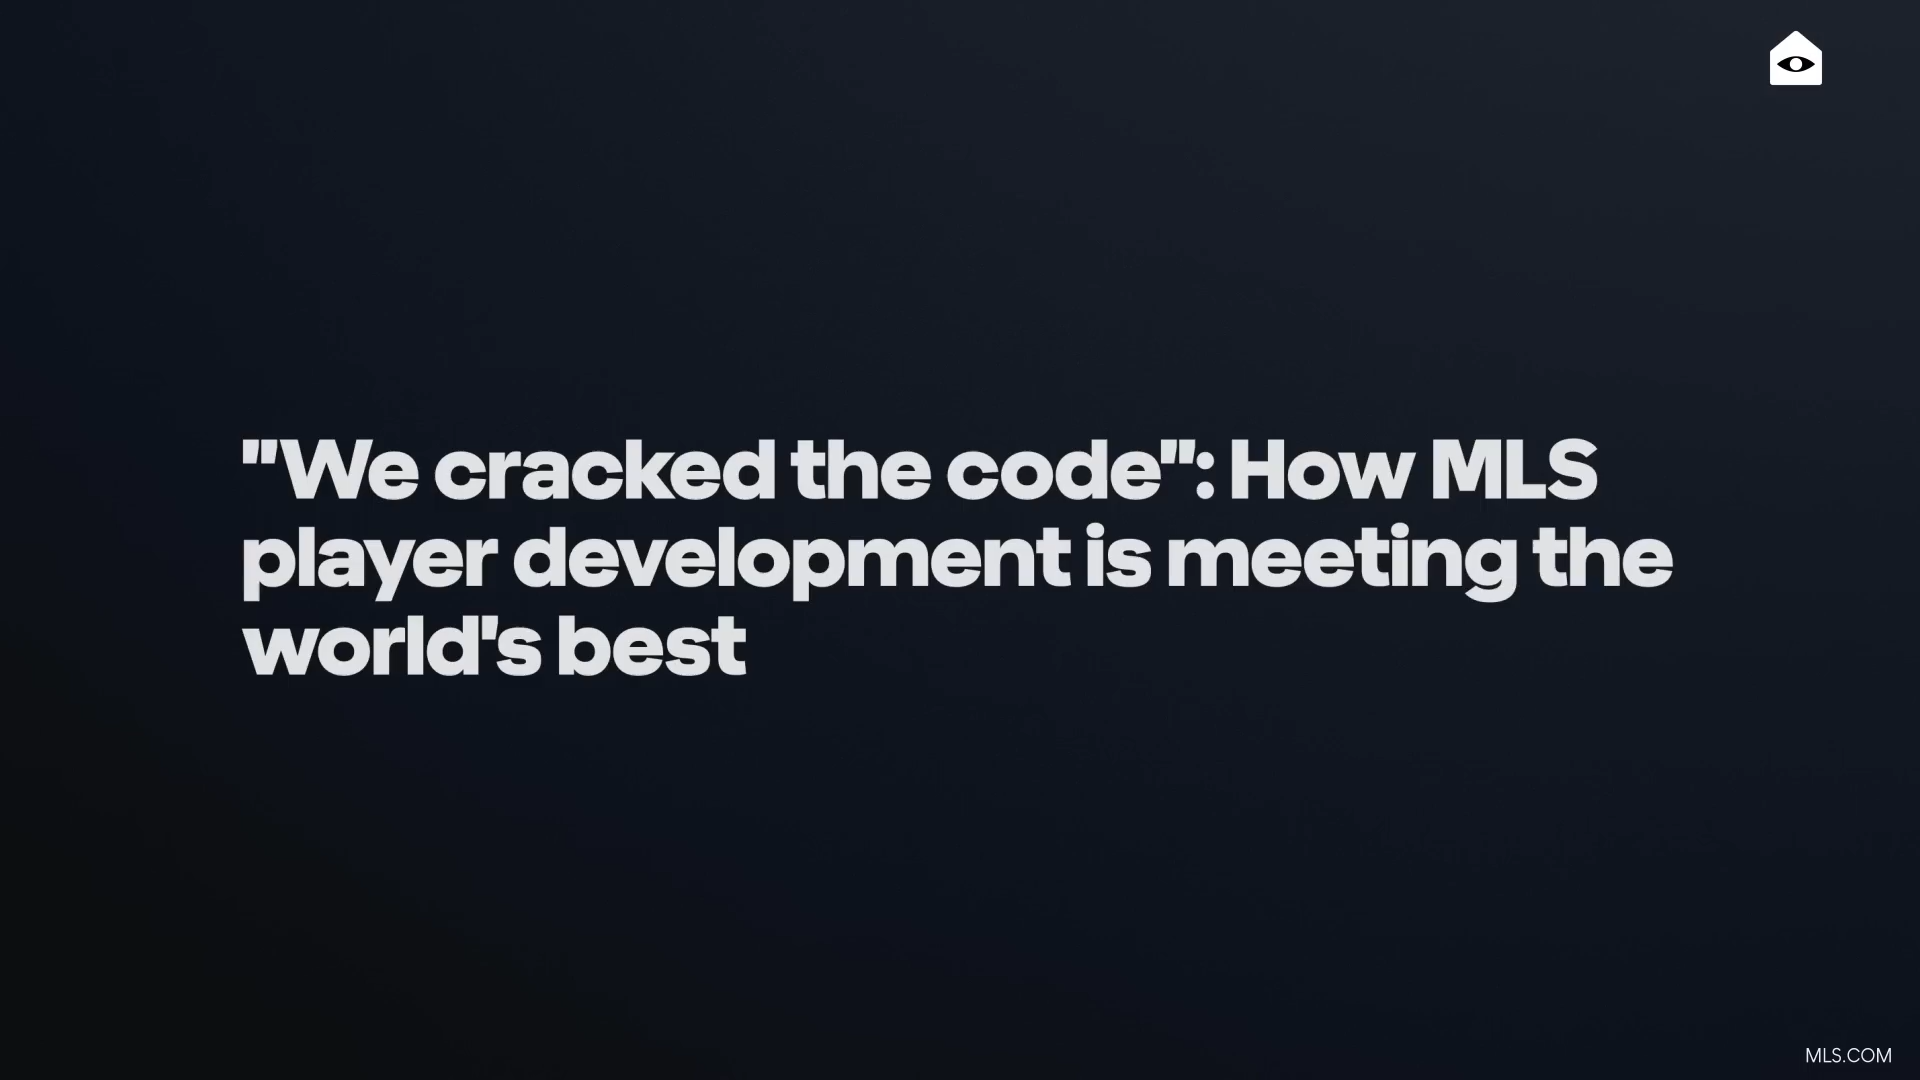 "We cracked the code": How MLS
player development is meeting the
world's best
MLS.COM